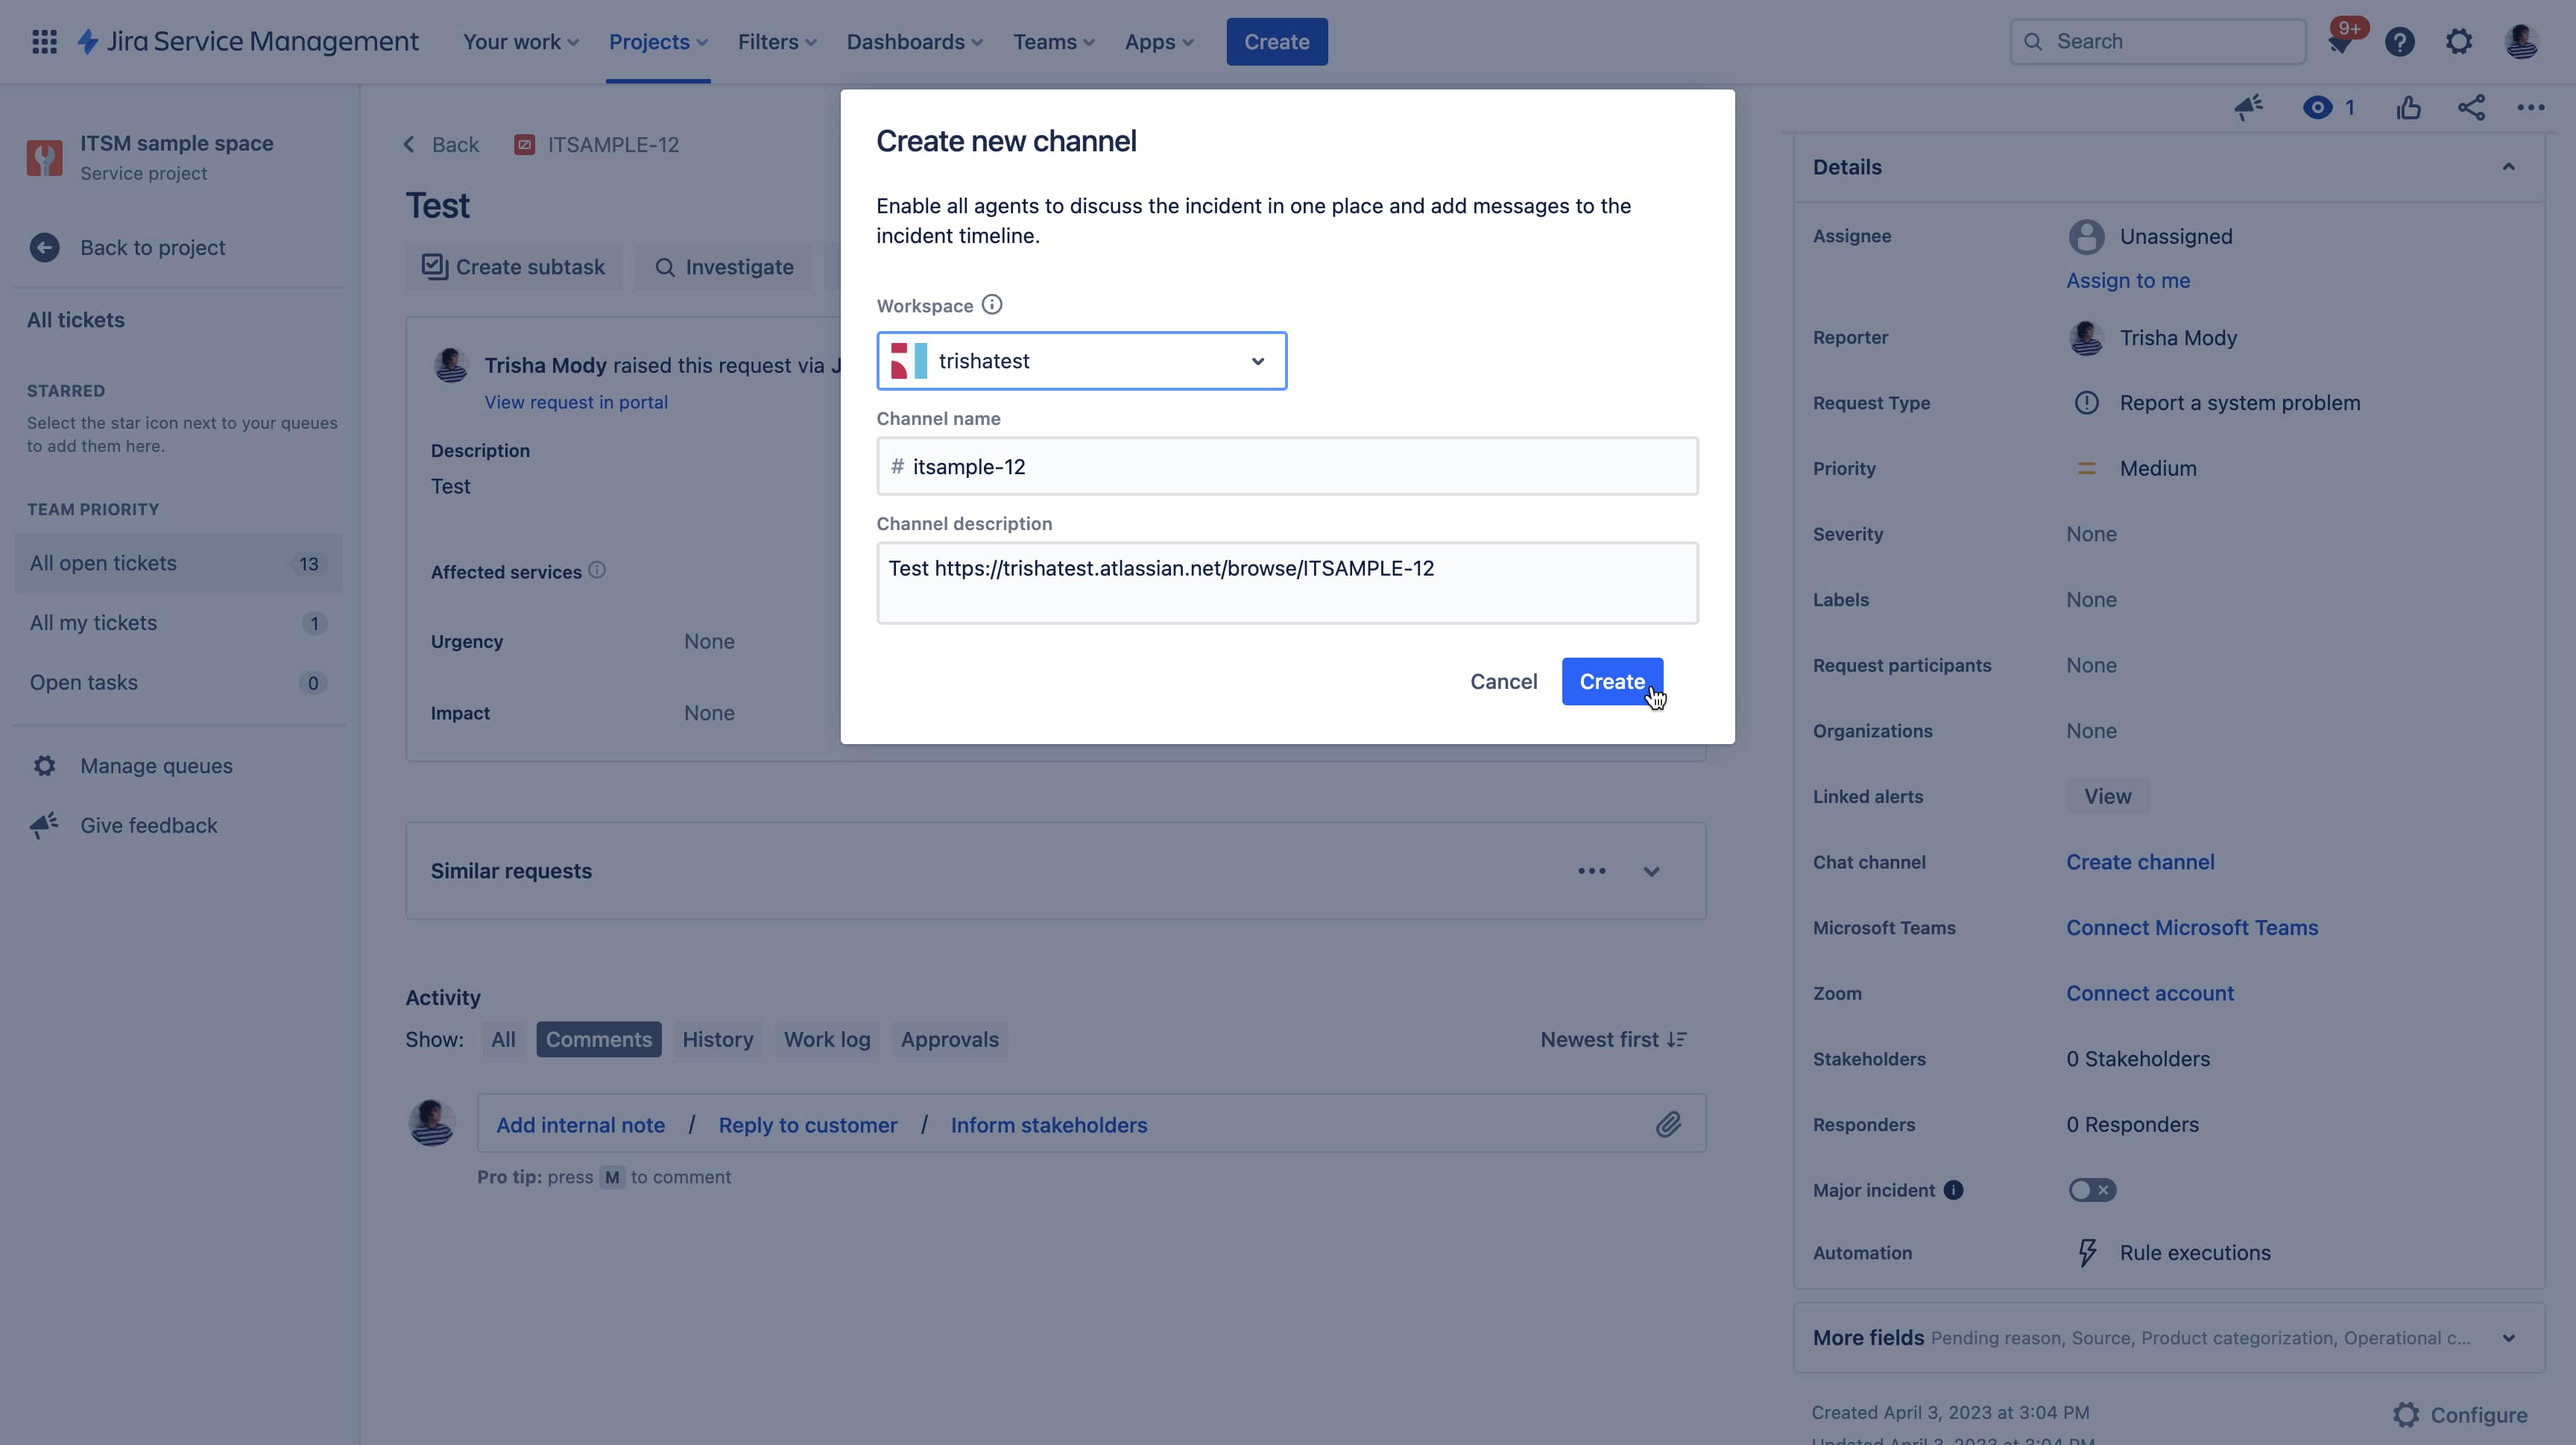 Jira Service Management
Your work
Projects
Filters
Dashboards
Teams
Apps
Create
Search
9+
ITSM sample space
Service project
Back to project
All tickets
STARRED
Select the star icon next to your queues
to add them here.
TEAM PRIORITY
All open tickets 13
All my tickets 1
Open tasks 0
Manage queues
Give feedback
Back
ITSAMPLE-12
Test
Create subtask
Investigate
Trisha Mody raised this request via J
View request in portal
Description
Test
Affected services
Urgency None
Impact None
Similar requests
Activity
Show: All Comments History Work log Approvals
Newest first
Add internal note / Reply to customer / Inform stakeholders
Pro tip: press M to comment
Create new channel
Enable all agents to discuss the incident in one place and add messages to the
incident timeline.
Workspace
trishatest
Channel name
# itsample-12
Channel description
Test https://trishatest.atlassian.net/browse/ITSAMPLE-12
Cancel
Create
1
Details
Assignee Unassigned
Assign to me
Reporter Trisha Mody
Request Type Report a system problem
Priority Medium
Severity None
Labels None
Request participants None
Organizations None
Linked alerts View
Chat channel Create channel
Microsoft Teams Connect Microsoft Teams
Zoom Connect account
Stakeholders 0 Stakeholders
Responders 0 Responders
Major incident
Automation Rule executions
More fields Pending reason, Source, Product categorization, Operational c...
Created April 3, 2023 at 3:04 PM
Configure
Updated April 3, 2023 at 3:04 PM